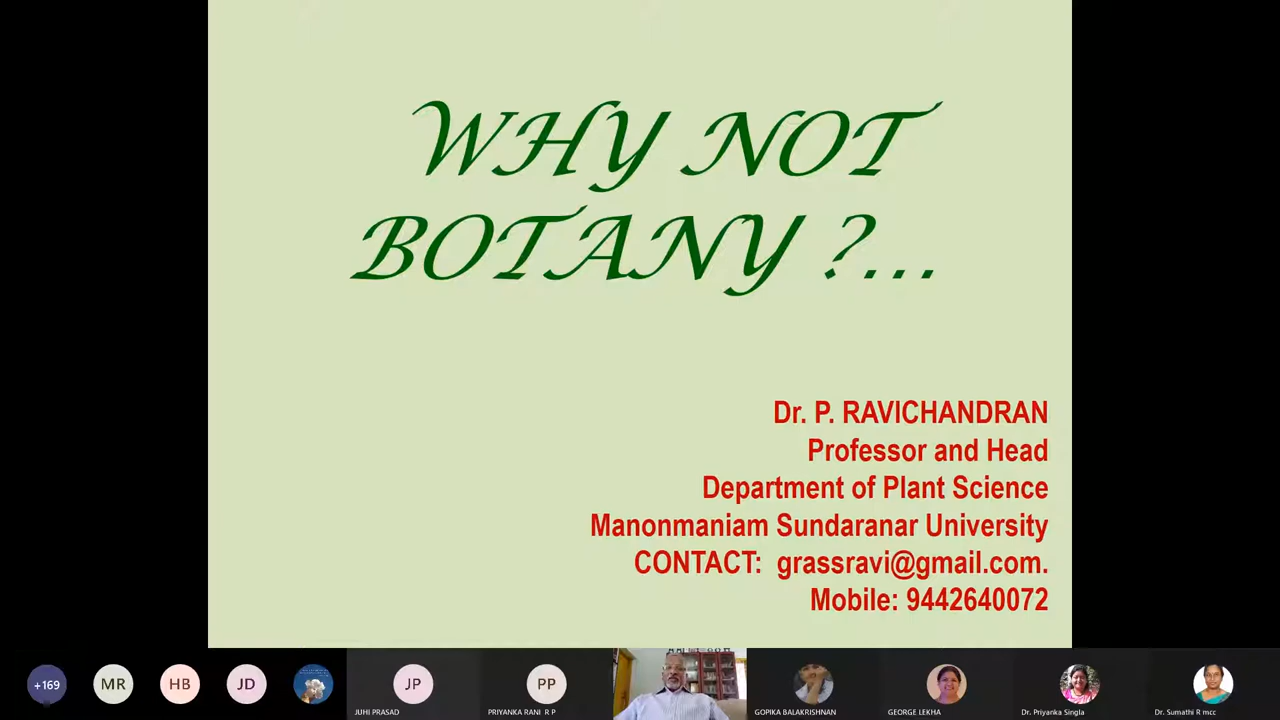 WHY NOT
BOTANY ?...
Dr. P. RAVICHANDRAN
Professor and Head
Department of Plant Science
Manonmaniam Sundaranar University
CONTACT: grassravi@gmail.com.
Mobile: 9442640072
+169
MR
HB
JD
JP
JUHI PRASAD
PP
PRIYANKA RANI R P
GOPIKA BALAKRISHNAN
GEORGE LEKHA
Dr. Priyanka Singla
Dr. Sumathi R mcc